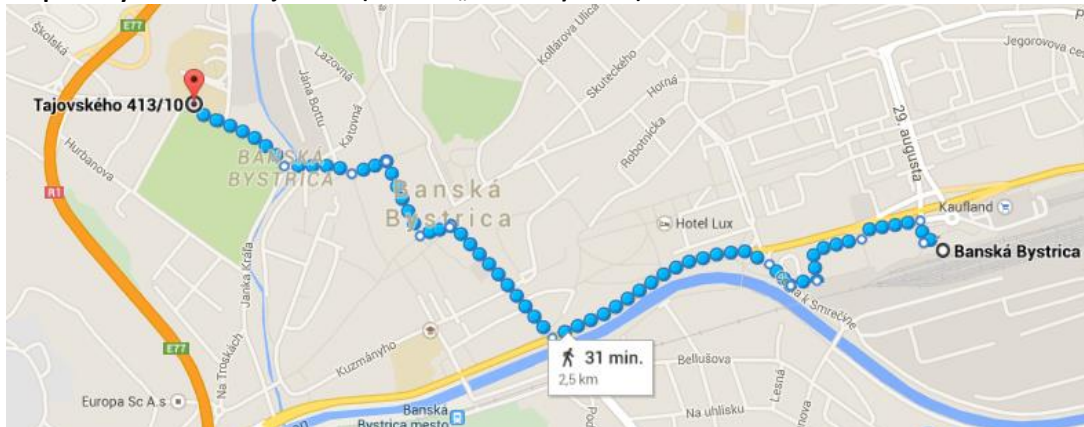 E77
Školská
Kollárova Ulica
Lazovná
Jána Bottu
Skuteckého
Horná
Jegorovova ces
Tajovského 413/10
Katovná
29. augusta
Robotnícka
Hurbanova
BANSKÁ
BYSTRICA
R1
Banská
Bystrica
Kaufland
Hotel Lux
Banská Bystrica
Janka Kráľa
a k Smrečine
Na Troskách
E77
Kuzmányho
31 min.
2,5 km
Bellušova
Lesná
Europa Sc A.s
Banská
Bystrica mesto
Na uhlisku